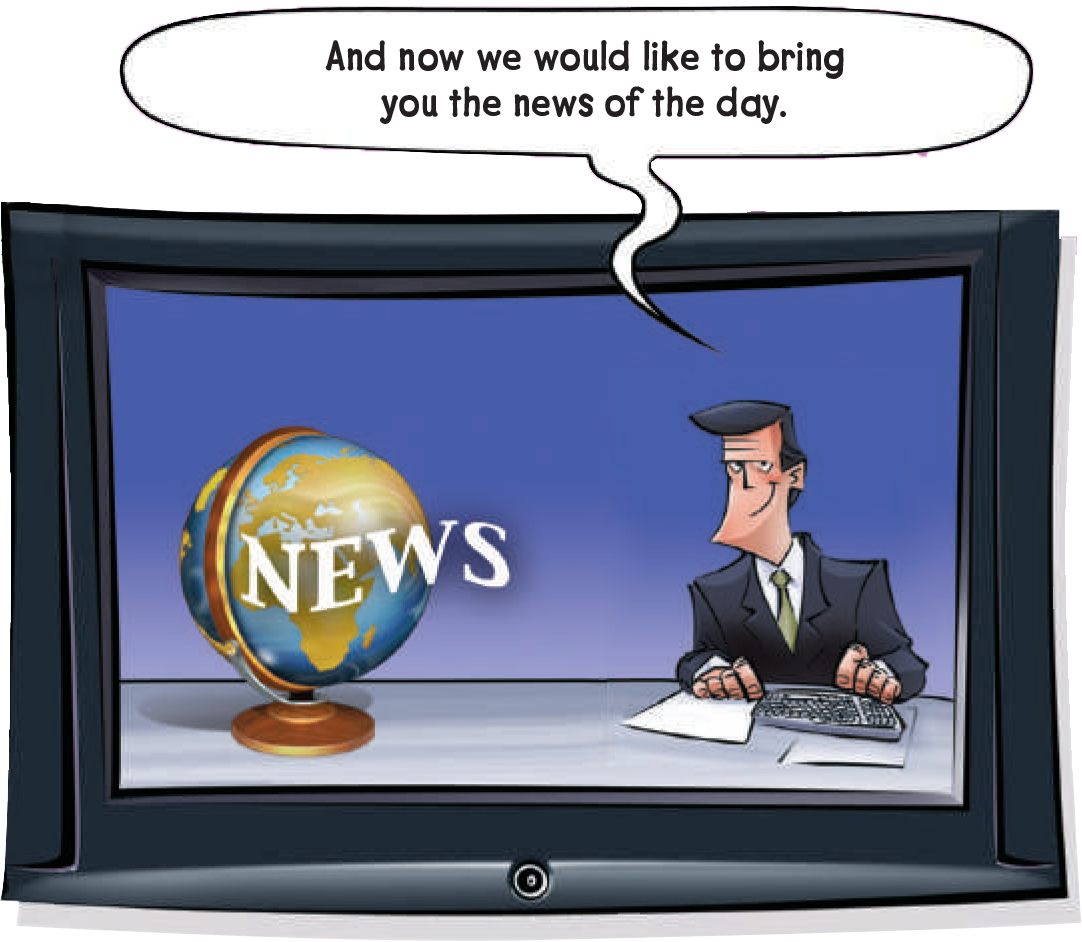 And now we would like to bring
you the news of the day.
NEWS